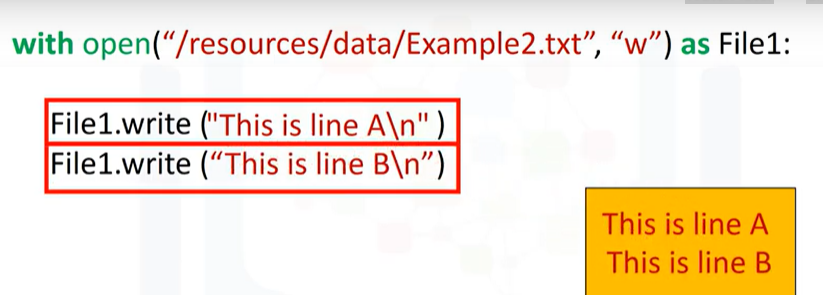 with open(“/resources/data/Example2.txt”, “w”) as File1:
File1.write ("This is line A\n" )
File1.write (“This is line B\n”)
This is line A
This is line B